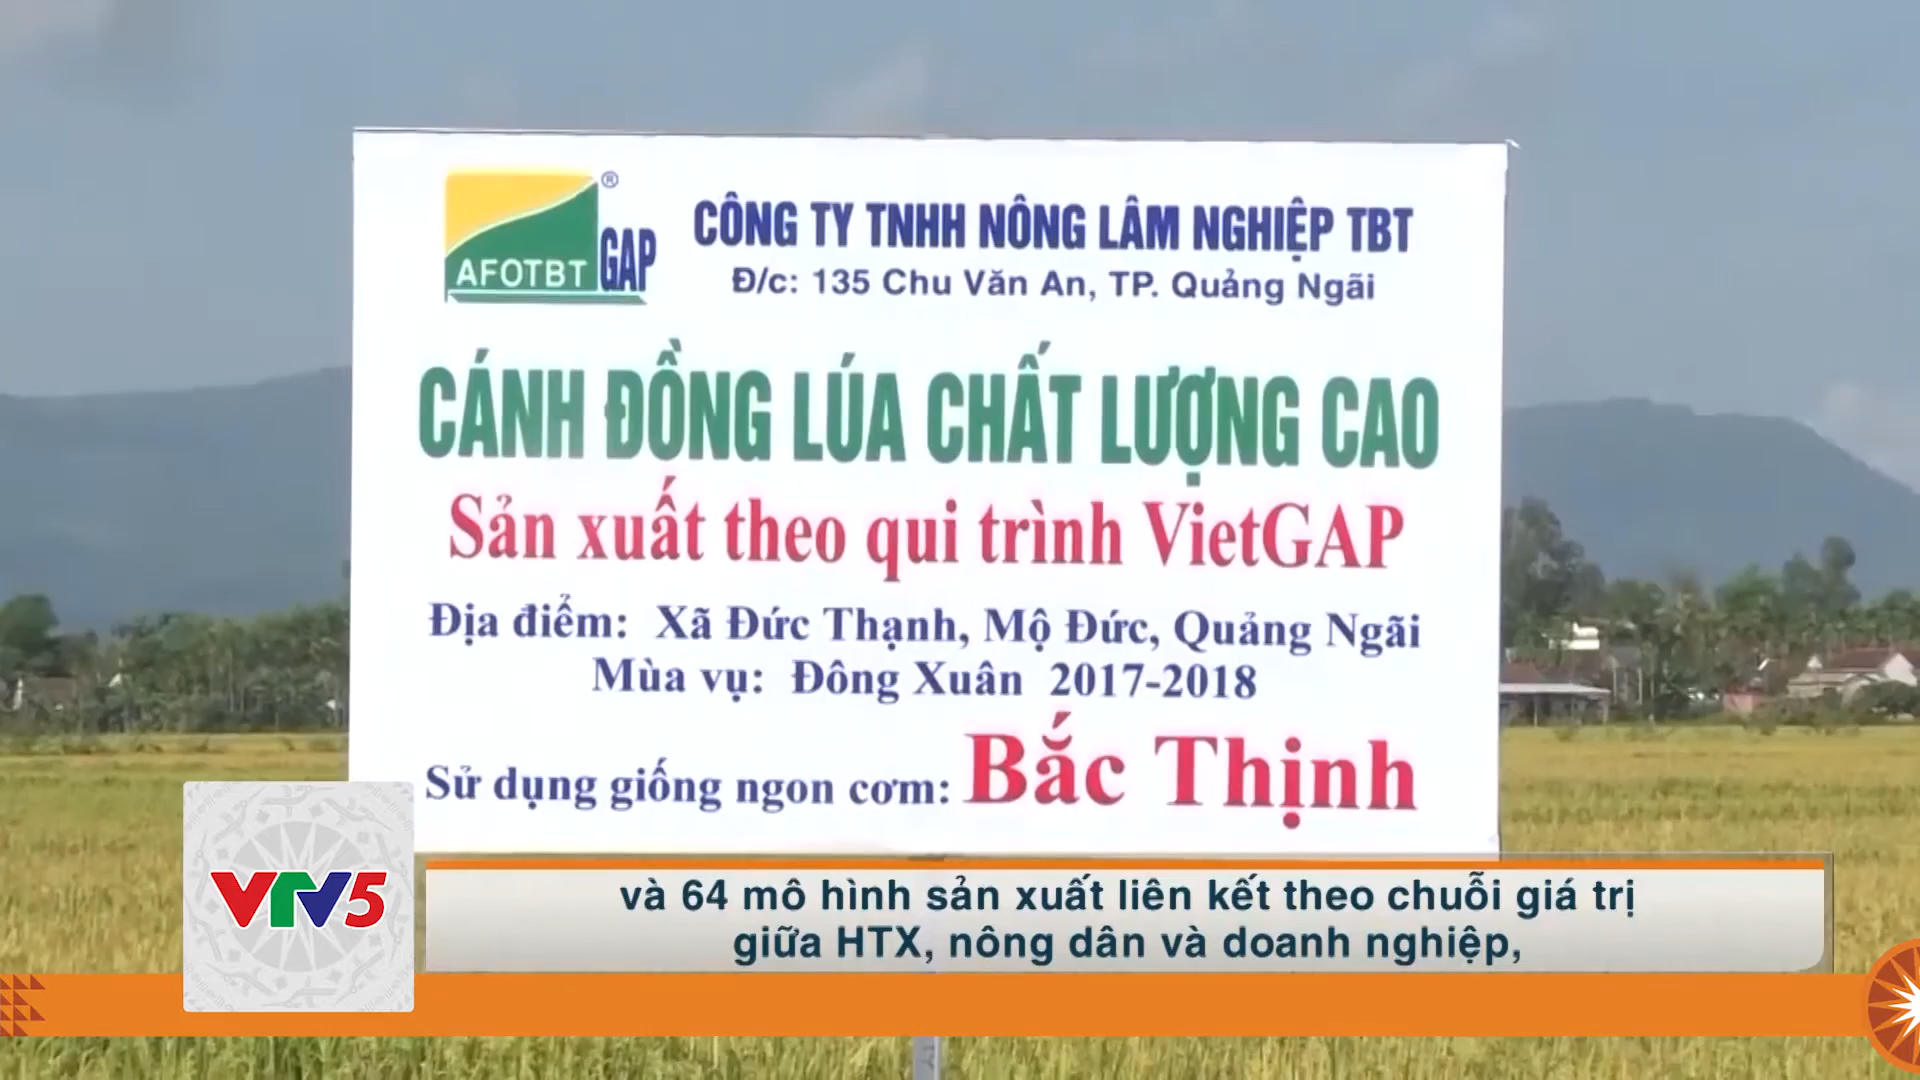 AFOTBT GAP ®
CÔNG TY TNHH NÔNG LÂM NGHIỆP TBT
Đ/c: 135 Chu Văn An, TP. Quảng Ngãi
CÁNH ĐỒNG LÚA CHẤT LƯỢNG CAO
Sản xuất theo qui trình VietGAP
Địa điểm: Xã Đức Thạnh, Mộ Đức, Quảng Ngãi
Mùa vụ: Đông Xuân 2017-2018
Sử dụng giống ngon cơm: Bắc Thịnh
VTV5
và 64 mô hình sản xuất liên kết theo chuỗi giá trị
giữa HTX, nông dân và doanh nghiệp,